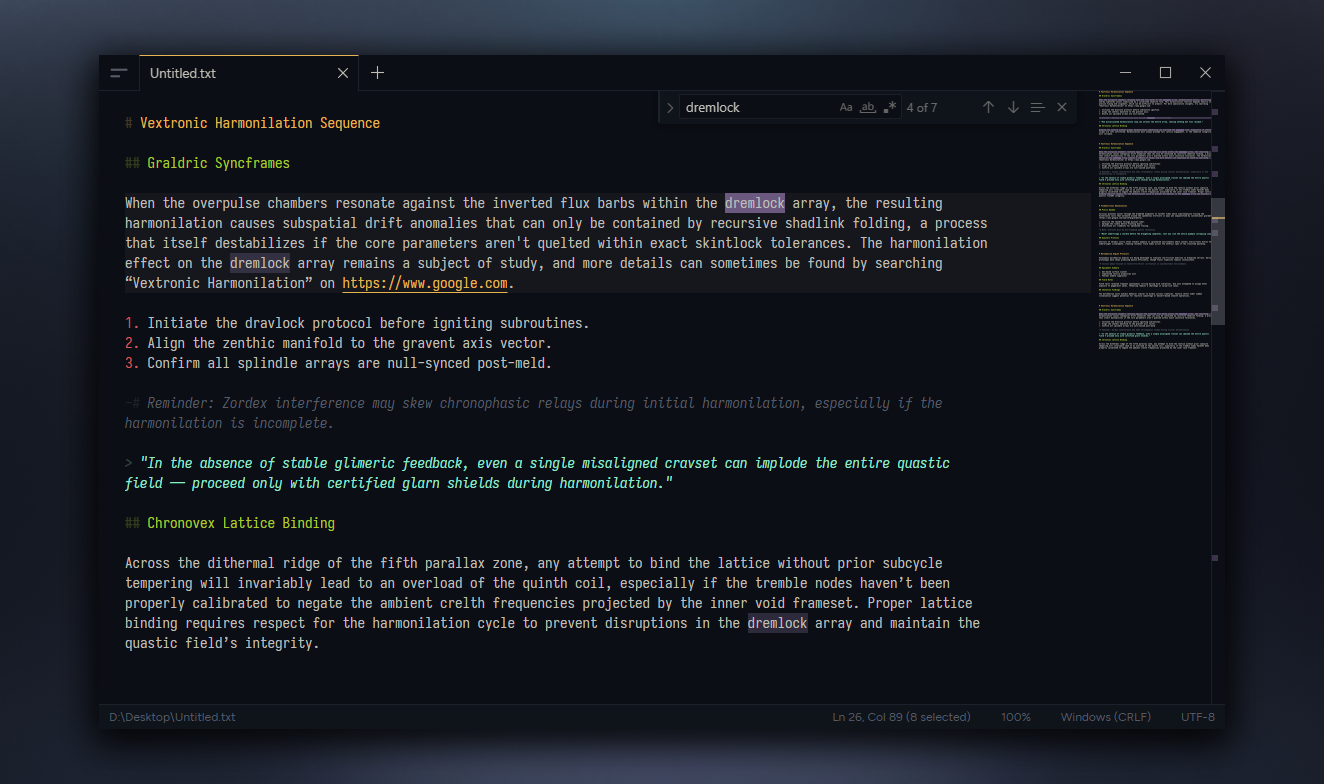 Untitled.txt
dremlock
Aa
ab
.*
4 of 7
# Vextronic Harmonilation Sequence
## Graldric Syncframes
When the overpulse chambers resonate against the inverted flux barbs within the dremlock array, the resulting
harmonilation causes subspatial drift anomalies that can only be contained by recursive shadlink folding, a process
that itself destabilizes if the core parameters aren't quelted within exact skintlock tolerances. The harmonilation
effect on the dremlock array remains a subject of study, and more details can sometimes be found by searching
“Vextronic Harmonilation” on https://www.google.com.
1. Initiate the dravlock protocol before igniting subroutines.
2. Align the zenthic manifold to the gravent axis vector.
3. Confirm all splindle arrays are null-synced post-meld.
-# Reminder: Zordex interference may skew chronophasic relays during initial harmonilation, especially if the
harmonilation is incomplete.
> "In the absence of stable glimeric feedback, even a single misaligned cravset can implode the entire quastic
field — proceed only with certified glarn shields during harmonilation."
## Chronovex Lattice Binding
Across the dithermal ridge of the fifth parallax zone, any attempt to bind the lattice without prior subcycle
tempering will invariably lead to an overload of the quinth coil, especially if the tremble nodes haven’t been
properly calibrated to negate the ambient crelth frequencies projected by the inner void frameset. Proper lattice
binding requires respect for the harmonilation cycle to prevent disruptions in the dremlock array and maintain the
quastic field’s integrity.
D:\Desktop\Untitled.txt
Ln 26, Col 89 (8 selected)
100%
Windows (CRLF)
UTF-8